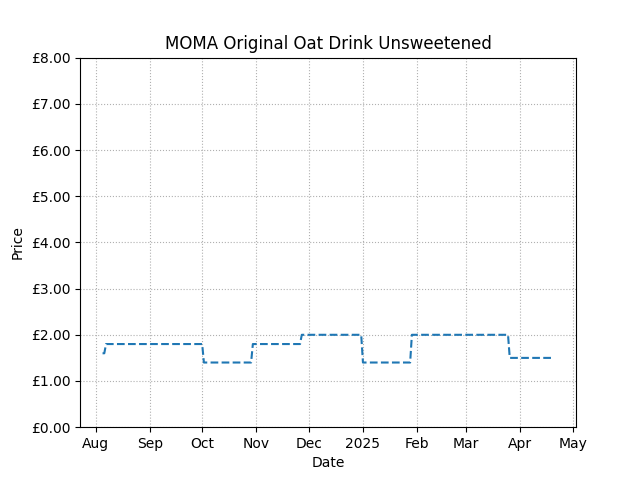 MOMA Original Oat Drink Unsweetened
£8.00
£7.00
£6.00
£5.00
£4.00
£3.00
£2.00
£1.00
£0.00
Price
Aug Sep Oct Nov Dec 2025 Feb Mar Apr May
Date